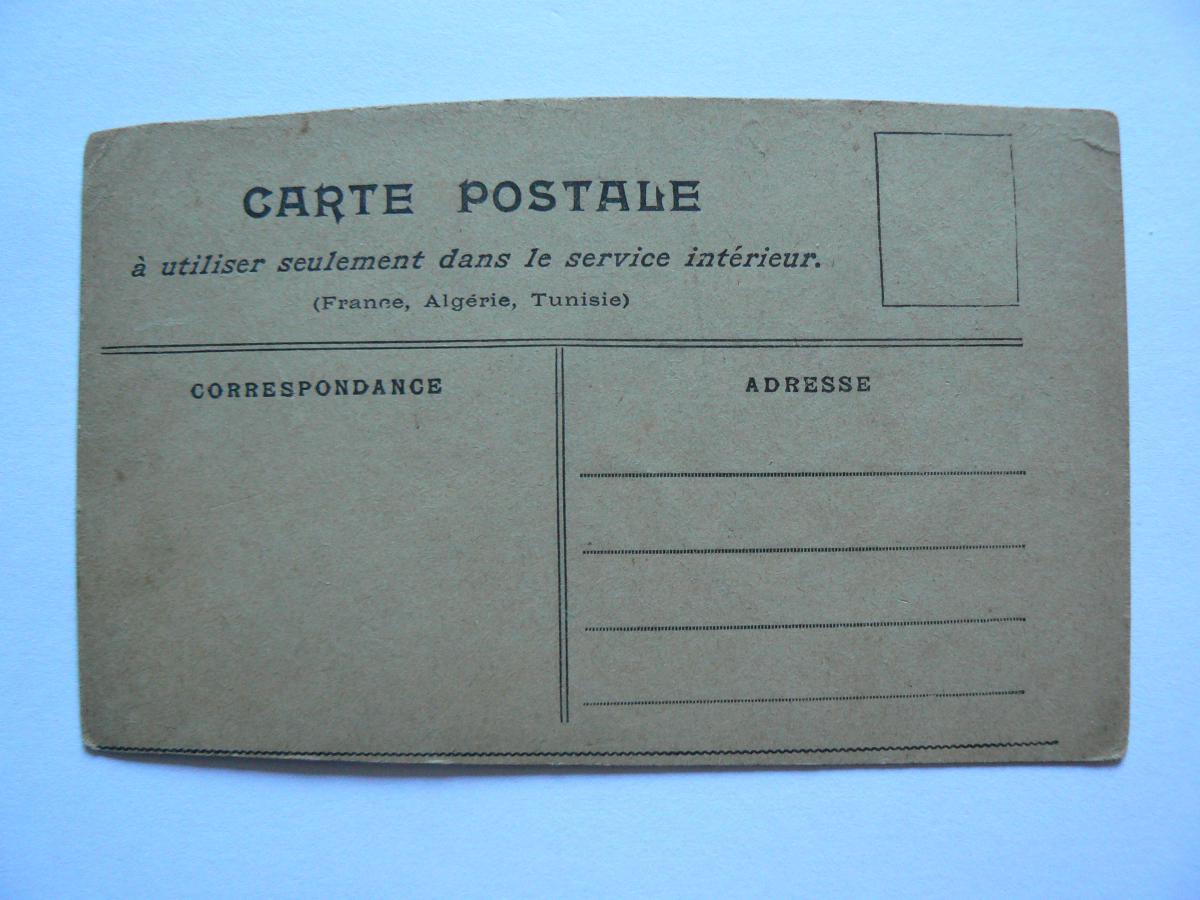 CARTE POSTALE
à utiliser seulement dans le service intérieur.
(France, Algérie, Tunisie)
CORRESPONDANCE
ADRESSE